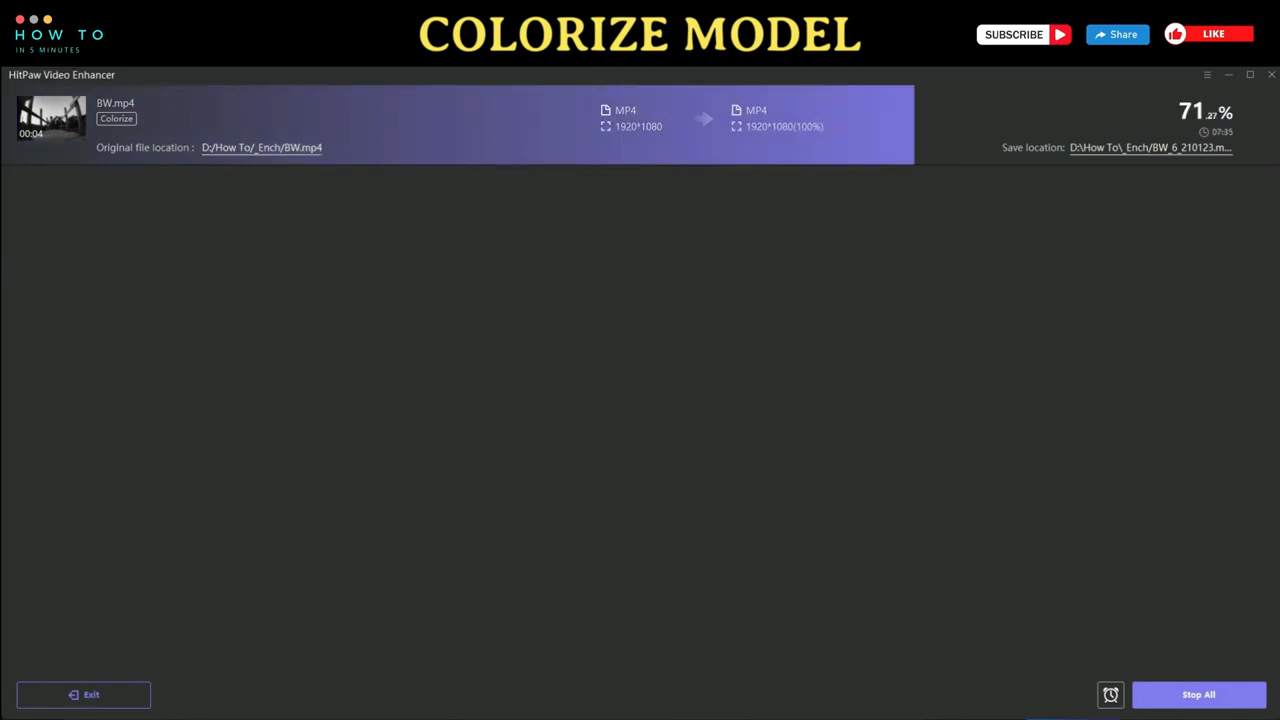 HOW TO
IN 5 MINUTES
COLORIZE MODEL
SUBSCRIBE
Share
LIKE
HitPaw Video Enhancer
BW.mp4
Colorize
00:04
Original file location : D:/How To/_Ench/BW.mp4
MP4
1920*1080
MP4
1920*1080(100%)
71.27%
07:35
Save location: D:\How To\_Ench/BW_6_210123.m...
Exit
Stop All